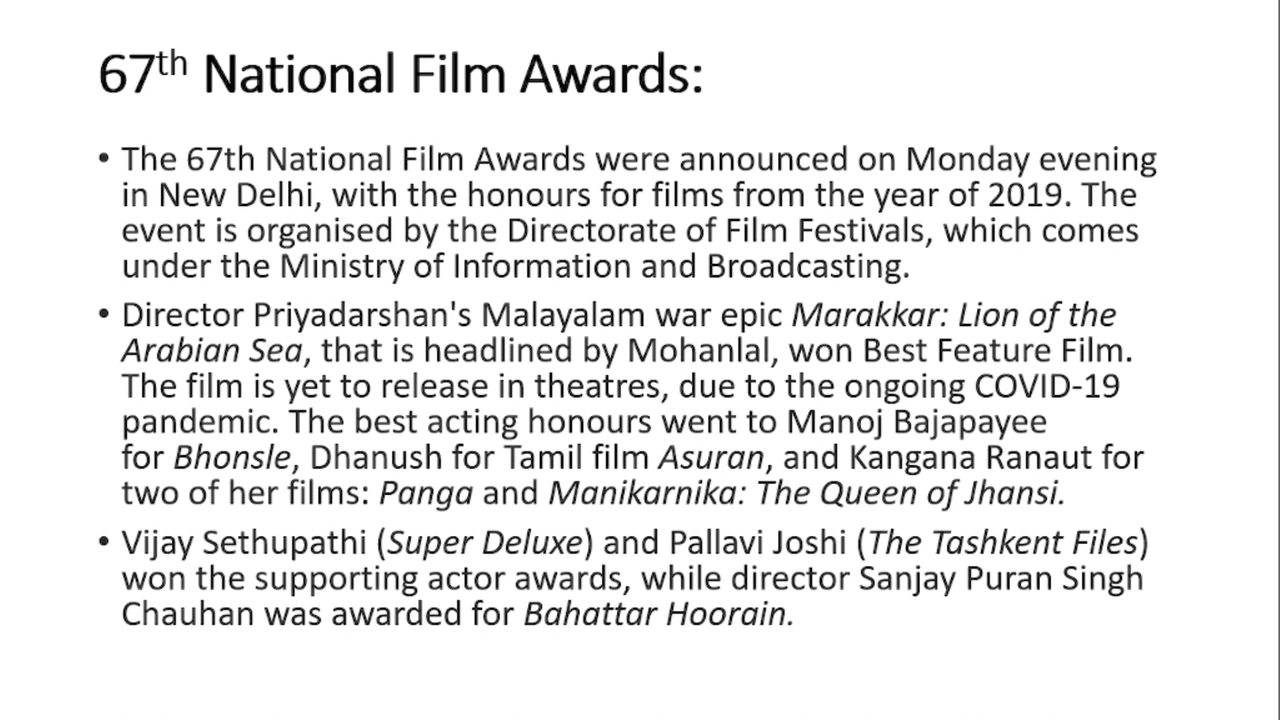 67th National Film Awards:
• The 67th National Film Awards were announced on Monday evening
in New Delhi, with the honours for films from the year of 2019. The
event is organised by the Directorate of Film Festivals, which comes
under the Ministry of Information and Broadcasting.
• Director Priyadarshan's Malayalam war epic Marakkar: Lion of the
Arabian Sea, that is headlined by Mohanlal, won Best Feature Film.
The film is yet to release in theatres, due to the ongoing COVID-19
pandemic. The best acting honours went to Manoj Bajapayee
for Bhonsle, Dhanush for Tamil film Asuran, and Kangana Ranaut for
two of her films: Panga and Manikarnika: The Queen of Jhansi.
• Vijay Sethupathi (Super Deluxe) and Pallavi Joshi (The Tashkent Files)
won the supporting actor awards, while director Sanjay Puran Singh
Chauhan was awarded for Bahattar Hoorain.